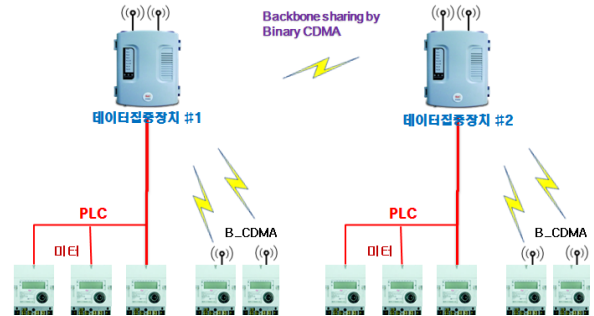 Backbone sharing by
Binary CDMA
데이터집중장치 #1
데이터집중장치 #2
PLC
B_CDMA
PLC
B_CDMA
미터
미터